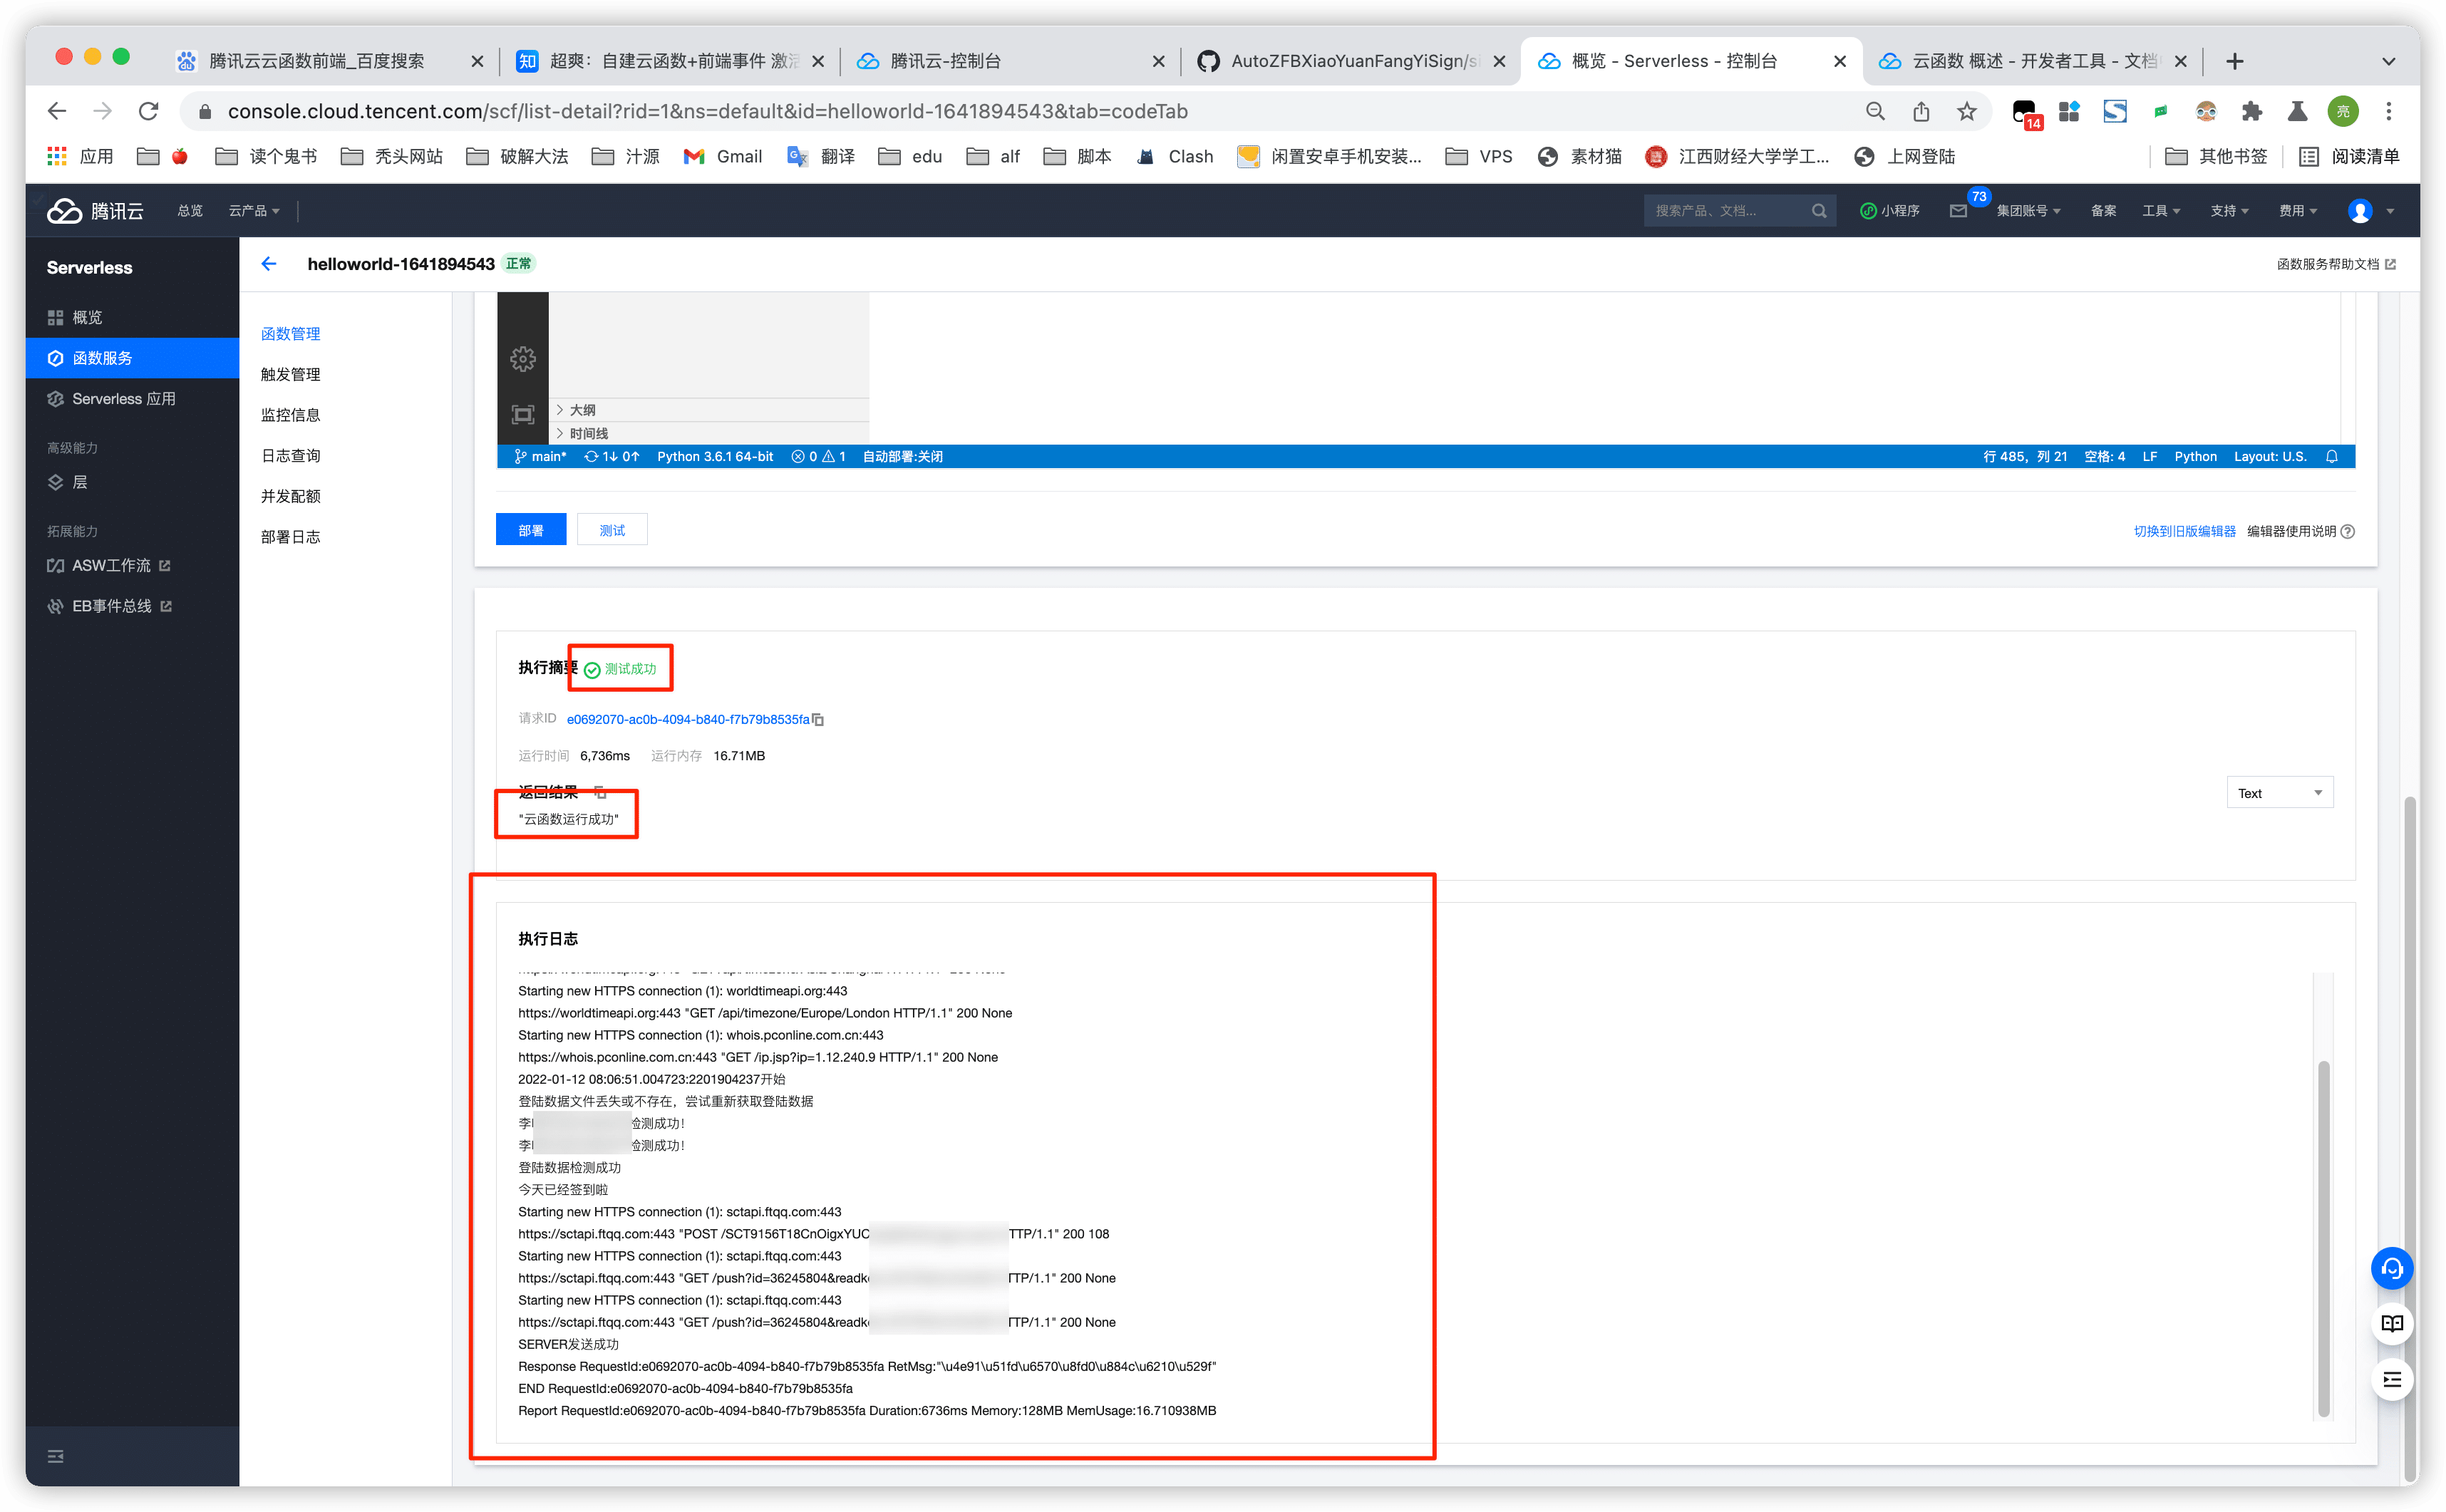 腾讯云云函数前端_百度搜索
超爽：自建云函数+前端事件 激
腾讯云-控制台
AutoZFBXiaoYuanFangYiSign/s
概览 - Serverless - 控制台
云函数 概述 - 开发者工具 - 文档
console.cloud.tencent.com/scf/list-detail?rid=1&ns=default&id=helloworld-1641894543&tab=codeTab
14
亮
应用
读个鬼书
秃头网站
破解大法
汁源
Gmail
翻译
edu
alf
脚本
Clash
闲置安卓手机安装...
VPS
素材猫
江西财经大学学工...
上网登陆
其他书签
阅读清单
腾讯云
总览
云产品
搜索产品、文档...
小程序
73
集团账号
备案
工具
支持
费用
Serverless
概览
函数服务
Serverless 应用
高级能力
层
拓展能力
ASW工作流
EB事件总线
helloworld-1641894543 正常
函数服务帮助文档
函数管理
触发管理
监控信息
日志查询
并发配额
部署日志
大纲
时间线
main* 1↓ 0↑ Python 3.6.1 64-bit 0 1 自动部署:关闭
行 485，列 21 空格: 4 LF Python Layout: U.S.
部署
测试
切换到旧版编辑器 编辑器使用说明
执行摘要 测试成功
请求ID e0692070-ac0b-4094-b840-f7b79b8535fa
运行时间 6,736ms 运行内存 16.71MB
返回结果
Text
"云函数运行成功"
执行日志
Starting new HTTPS connection (1): worldtimeapi.org:443
https://worldtimeapi.org:443 "GET /api/timezone/Europe/London HTTP/1.1" 200 None
Starting new HTTPS connection (1): whois.pconline.com.cn:443
https://whois.pconline.com.cn:443 "GET /ip.jsp?ip=1.12.240.9 HTTP/1.1" 200 None
2022-01-12 08:06:51.004723:2201904237开始
登陆数据文件丢失或不存在，尝试重新获取登陆数据
李 检测成功！
李 检测成功！
登陆数据检测成功
今天已经签到啦
Starting new HTTPS connection (1): sctapi.ftqq.com:443
https://sctapi.ftqq.com:443 "POST /SCT9156T18CnOigxYUC TTP/1.1" 200 108
Starting new HTTPS connection (1): sctapi.ftqq.com:443
https://sctapi.ftqq.com:443 "GET /push?id=36245804&readk TTP/1.1" 200 None
Starting new HTTPS connection (1): sctapi.ftqq.com:443
https://sctapi.ftqq.com:443 "GET /push?id=36245804&readk TTP/1.1" 200 None
SERVER发送成功
Response RequestId:e0692070-ac0b-4094-b840-f7b79b8535fa RetMsg:"\u4e91\u51fd\u6570\u8fd0\u884c\u6210\u529f"
END RequestId:e0692070-ac0b-4094-b840-f7b79b8535fa
Report RequestId:e0692070-ac0b-4094-b840-f7b79b8535fa Duration:6736ms Memory:128MB MemUsage:16.710938MB